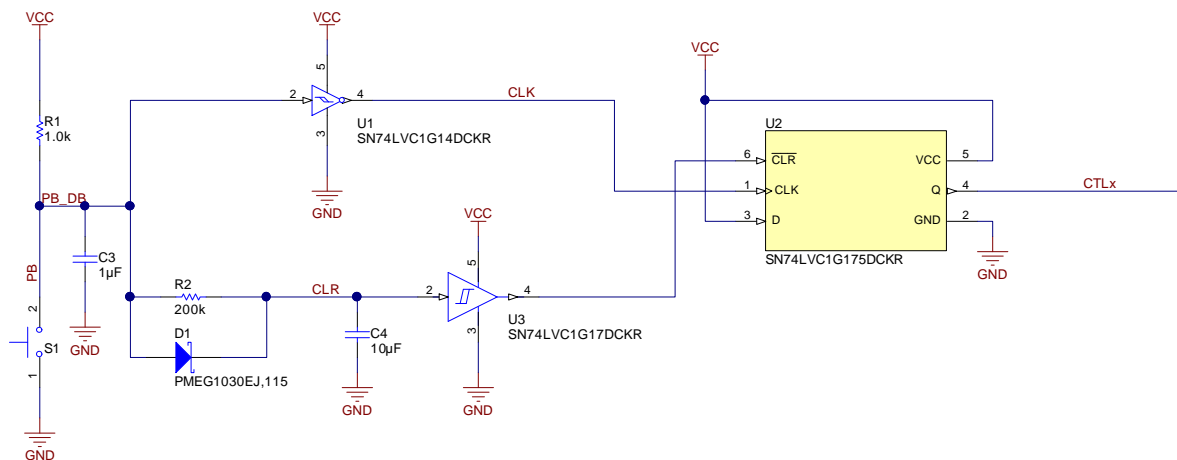 VCC
R1
1.0k
PB_DB
C3
1µF
GND
PB
2
S1
1
GND
VCC
5
2
4
U1
SN74LVC1G14DCKR
3
GND
CLK
R2
200k
D1
PMEG1030EJ,115
CLR
C4
10µF
GND
VCC
5
2
4
U3
SN74LVC1G17DCKR
3
GND
VCC
U2
6
CLR
VCC
5
1
CLK
Q
4
CTLx
3
D
GND
2
SN74LVC1G175DCKR
GND